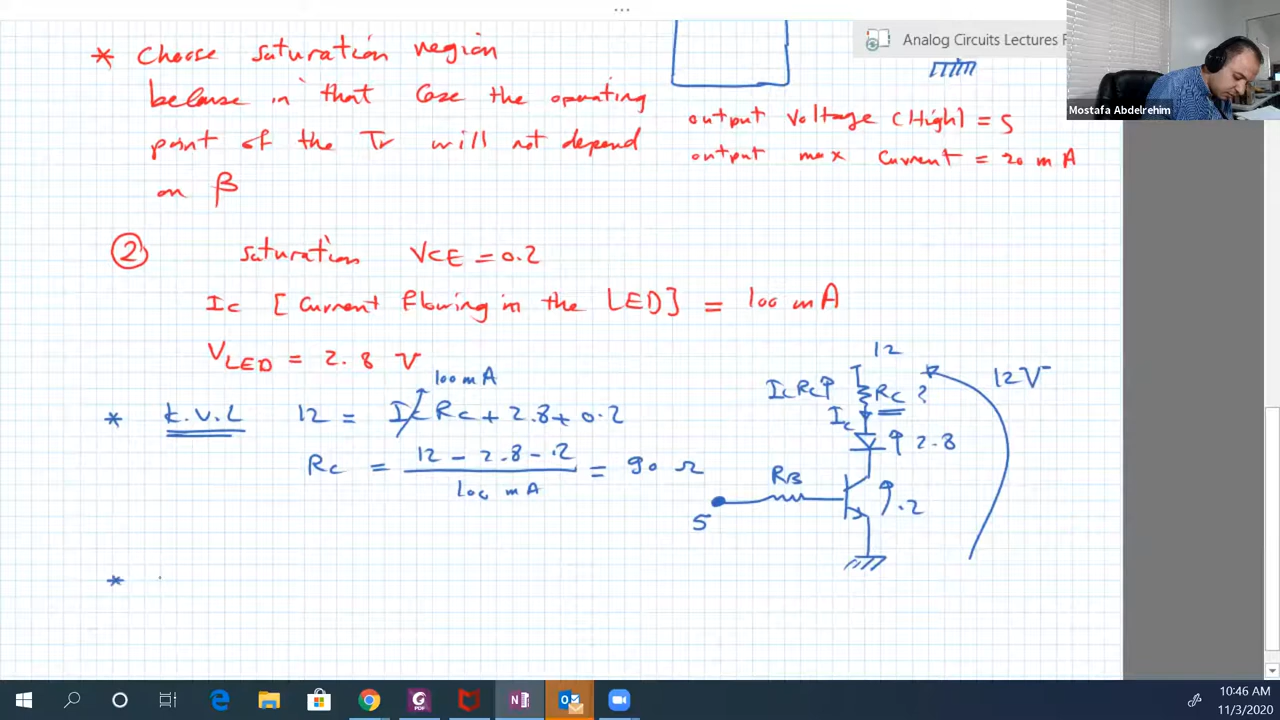 * Choose saturation region
because in that Case the operating
point of the Tr will not depend
on β
Analog Circuits Lectures F
Mostafa Abdelrehim
output voltage (High) = 5
output max Current = 20 mA
② saturation VCE = 0.2
Ic [Current flowing in the LED] = 100 mA
VLED = 2.8 V
100 mA
* K.V.L 12 = Ic Rc + 2.8 + 0.2
Rc = 12 - 2.8 - .2 / 100 mA = 90 Ω
12
IcRc↑ Rc ?
12V
Ic
↑ 2.8
RB
↑ .2
5
*
10:46 AM
11/3/2020